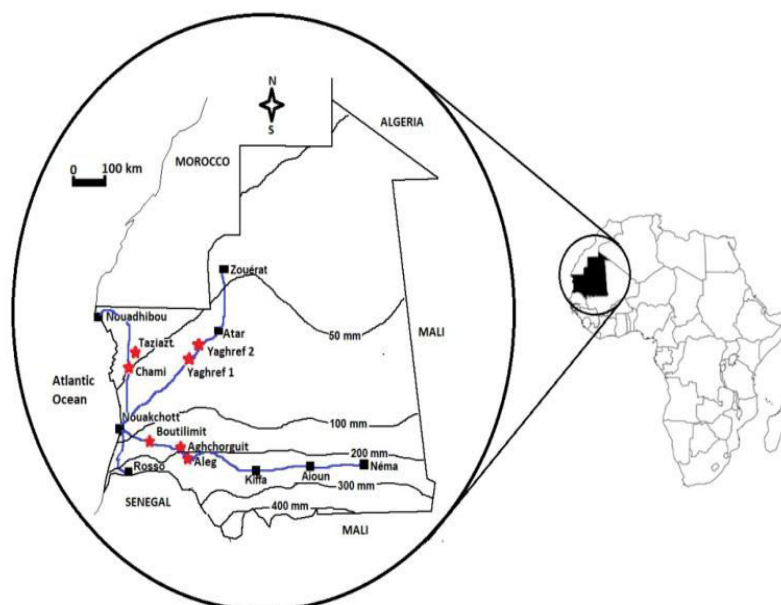 N
S
ALGERIA
MOROCCO
0 100 km
Zouérat
Nouadhibou
50 mm
MALI
Atar
Taziazt
Yaghref 2
Chami
Yaghref 1
Atlantic
Ocean
Nouakchott
100 mm
Boutilimit
Aghchorguit
200 mm
Rosso
Aleg
Kiffa
Aioun
Néma
300 mm
SENEGAL
400 mm
MALI